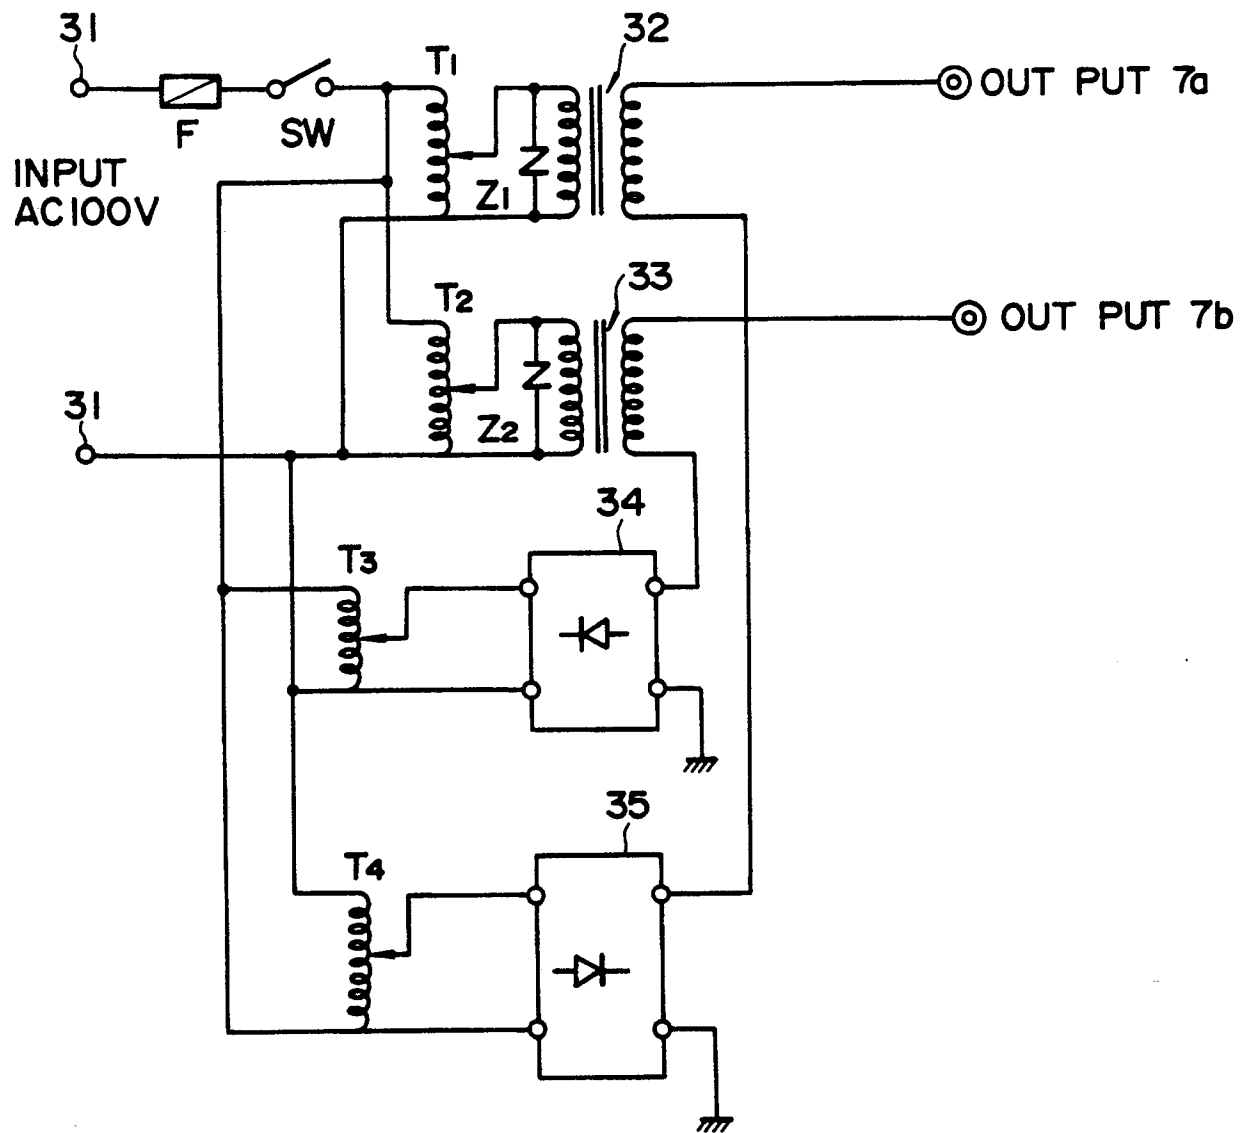 31
32
T1
OUT PUT 7a
F
SW
INPUT
AC100V
Z1
33
T2
OUT PUT 7b
31
Z2
34
T3
35
T4